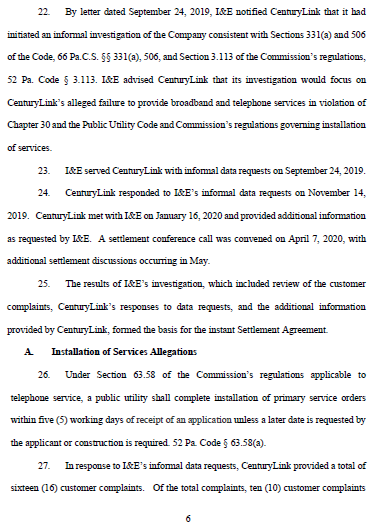 22. By letter dated September 24, 2019, I&E notified CenturyLink that it had
initiated an informal investigation of the Company consistent with Sections 331(a) and 506
of the Code, 66 Pa.C.S. §§ 331(a), 506, and Section 3.113 of the Commission's regulations,
52 Pa. Code § 3.113. I&E advised CenturyLink that its investigation would focus on
CenturyLink's alleged failure to provide broadband and telephone services in violation of
Chapter 30 and the Public Utility Code and Commission's regulations governing installation
of services.
23. I&E served CenturyLink with informal data requests on September 24, 2019.
24. CenturyLink responded to I&E's informal data requests on November 14,
2019. CenturyLink met with I&E on January 16, 2020 and provided additional information
as requested by I&E. A settlement conference call was convened on April 7, 2020, with
additional settlement discussions occurring in May.
25. The results of I&E's investigation, which included review of the customer
complaints, CenturyLink's responses to data requests, and the additional information
provided by CenturyLink, formed the basis for the instant Settlement Agreement.
A. Installation of Services Allegations
26. Under Section 63.58 of the Commission's regulations applicable to
telephone service, a public utility shall complete installation of primary service orders
within five (5) working days of receipt of an application unless a later date is requested by
the applicant or construction is required. 52 Pa. Code § 63.58(a).
27. In response to I&E's informal data requests, CenturyLink provided a total of
sixteen (16) customer complaints. Of the total complaints, ten (10) customer complaints
6